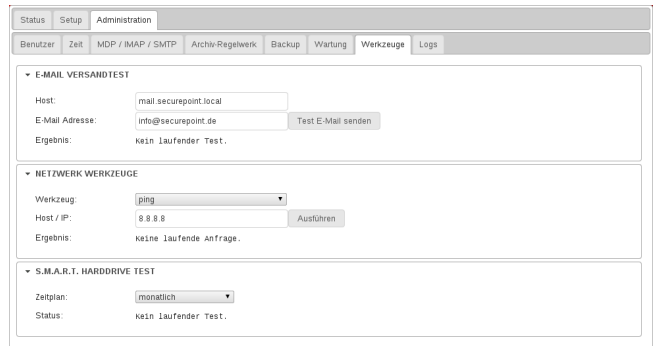 Status Setup Administration
Benutzer Zeit MDP / IMAP / SMTP Archiv-Regelwerk Backup Wartung Werkzeuge Logs
E-MAIL VERSANDTEST
Host: mail.securepoint.local
E-Mail Adresse: info@securepoint.de Test E-Mail senden
Ergebnis: Kein laufender Test.
NETZWERK WERKZEUGE
Werkzeug: ping
Host / IP: 8.8.8.8 Ausführen
Ergebnis: Keine laufende Anfrage.
S.M.A.R.T. HARDDRIVE TEST
Zeitplan: monatlich
Status: Kein laufender Test.